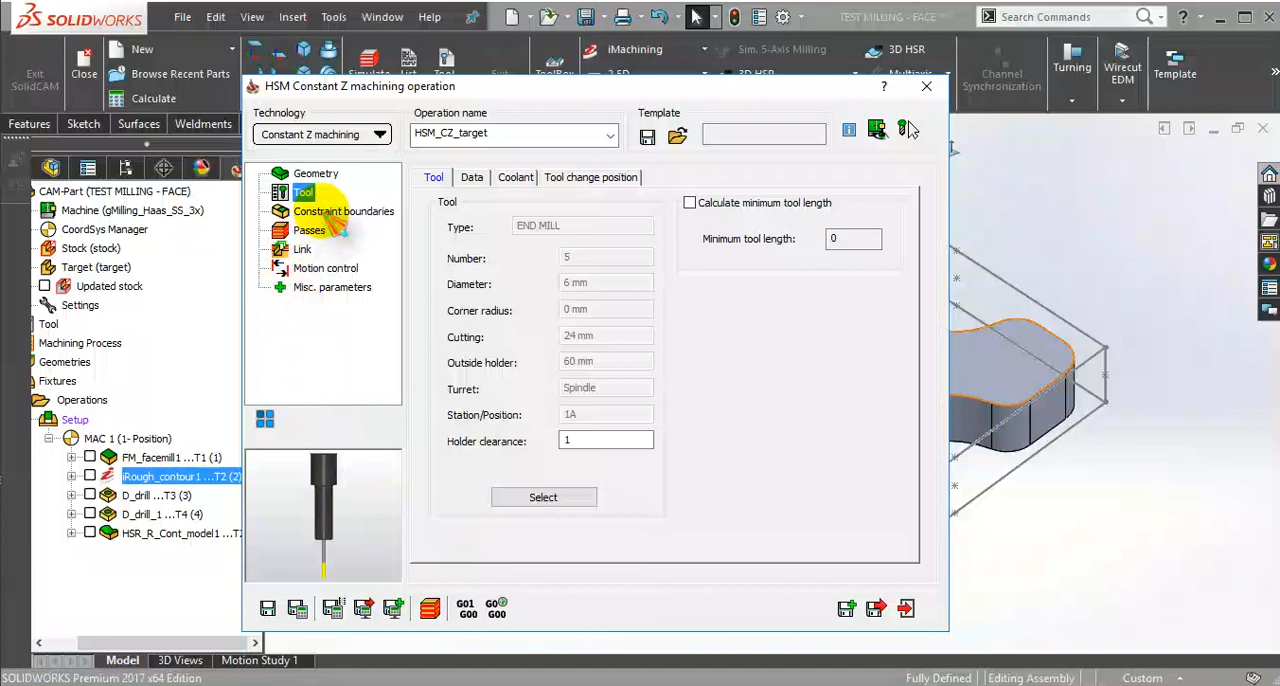 SOLIDWORKS
File Edit View Insert Tools Window Help
TEST MILLING - FACE
Search Commands
Exit SolidCAM
Close
New
Browse Recent Parts
Calculate
iMachining
Sim. 5-Axis Milling
3D HSR
Channel Synchronization
Turning
Wirecut EDM
Template
Features Sketch Surfaces Weldments
HSM Constant Z machining operation
Technology
Constant Z machining
Operation name
HSM_CZ_target
Template
CAM-Part (TEST MILLING - FACE)
Machine (gMilling_Haas_SS_3x)
CoordSys Manager
Stock (stock)
Target (target)
Updated stock
Settings
Tool
Machining Process
Geometries
Fixtures
Operations
Setup
MAC 1 (1- Position)
FM_facemill1 ...T1 (1)
iRough_contour1 ...T2 (2)
D_drill ...T3 (3)
D_drill_1 ...T4 (4)
HSR_R_Cont_model1 ...T2
Geometry
Tool
Constraint boundaries
Passes
Link
Motion control
Misc. parameters
Tool Data Coolant Tool change position
Tool
Type: END MILL
Number: 5
Diameter: 6 mm
Corner radius: 0 mm
Cutting: 24 mm
Outside holder: 60 mm
Turret: Spindle
Station/Position: 1A
Holder clearance: 1
Select
Calculate minimum tool length
Minimum tool length: 0
G01 G00
G00
Model 3D Views Motion Study 1
SOLIDWORKS Premium 2017 x64 Edition
Fully Defined Editing Assembly Custom